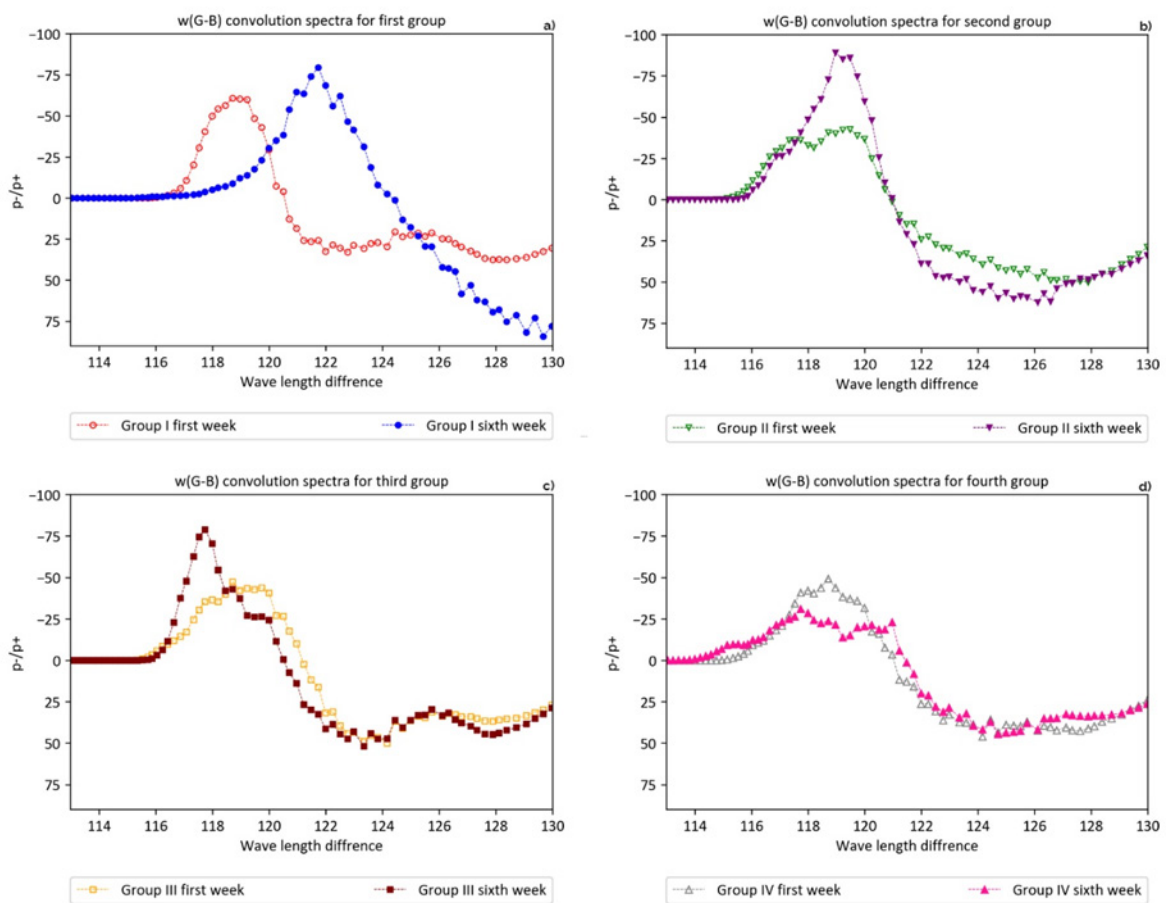 w(G-B) convolution spectra for first group
a)
−100
−75
−50
−25
0
25
50
75
p-/p+
114 116 118 120 122 124 126 128 130
Wave length diffrence
Group I first week
Group I sixth week
w(G-B) convolution spectra for second group
b)
−100
−75
−50
−25
0
25
50
75
p-/p+
114 116 118 120 122 124 126 128 130
Wave length diffrence
Group II first week
Group II sixth week
w(G-B) convolution spectra for third group
c)
−100
−75
−50
−25
0
25
50
75
p-/p+
114 116 118 120 122 124 126 128 130
Wave length diffrence
Group III first week
Group III sixth week
w(G-B) convolution spectra for fourth group
d)
−100
−75
−50
−25
0
25
50
75
p-/p+
114 116 118 120 122 124 126 128 130
Wave length diffrence
Group IV first week
Group IV sixth week